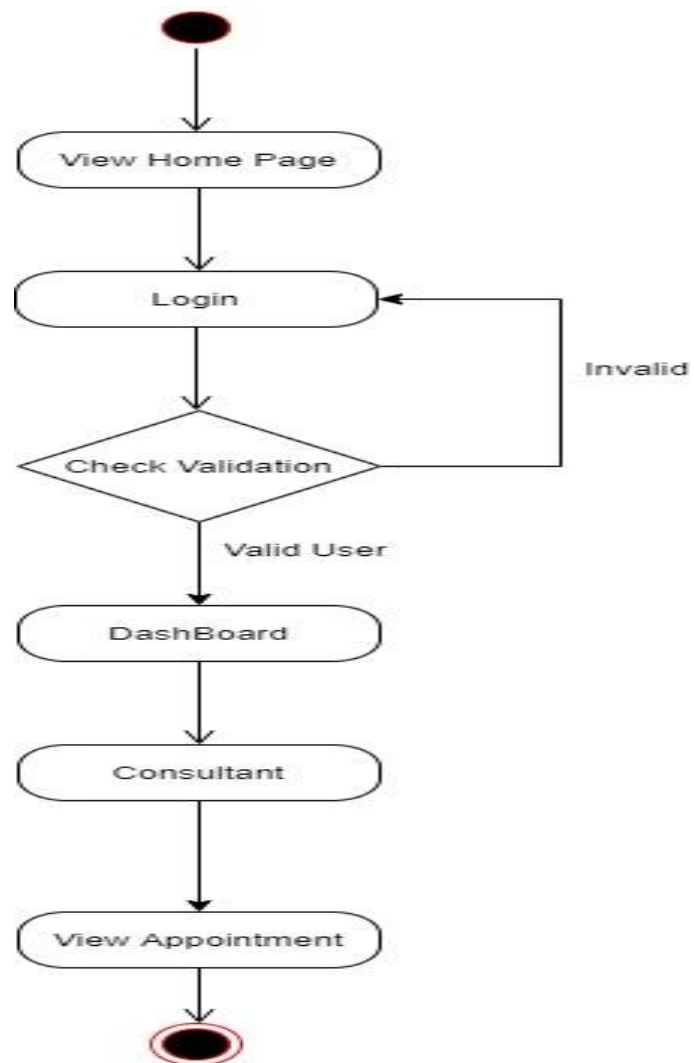 View Home Page
Login
Invalid
Check Validation
Valid User
DashBoard
Consultant
View Appointment